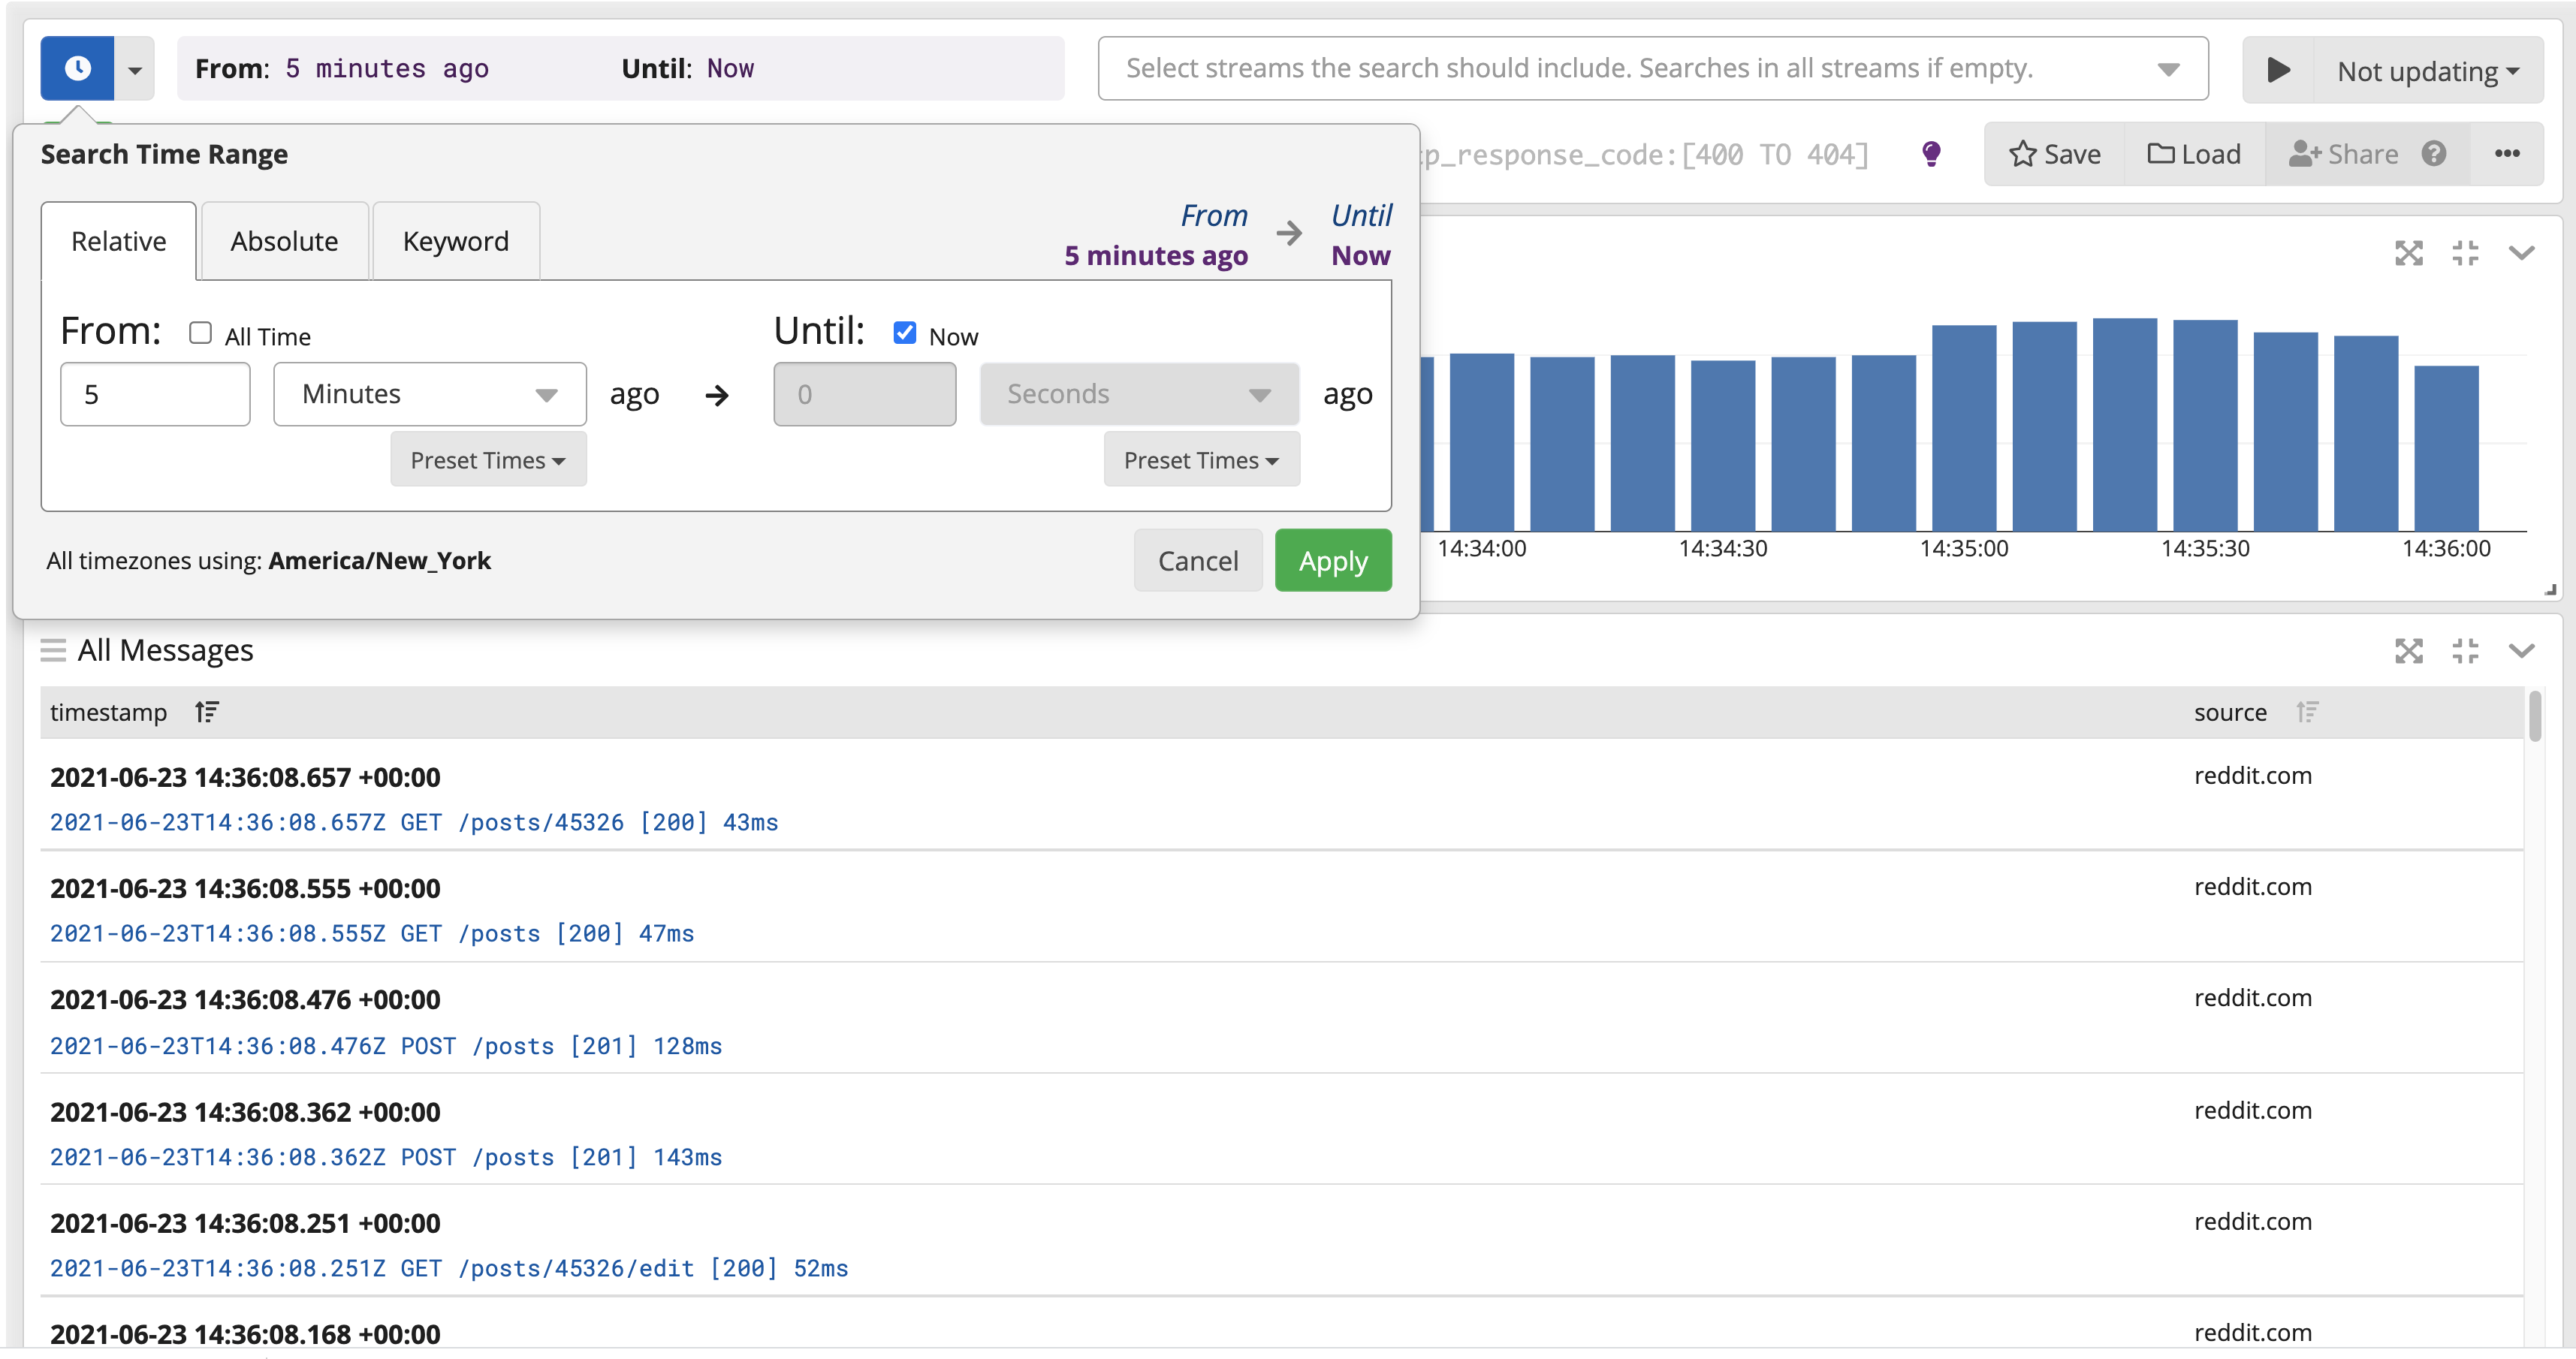 From: 5 minutes ago Until: Now
Select streams the search should include. Searches in all streams if empty.
Not updating
Search Time Range
p_response_code:[400 TO 404]
Save Load Share ...
From Until
5 minutes ago Now
Relative Absolute Keyword
From: All Time Until: Now
5 Minutes ago 0 Seconds ago
Preset Times Preset Times
All timezones using: America/New_York
Cancel Apply
14:34:00 14:34:30 14:35:00 14:35:30 14:36:00
All Messages
timestamp source
2021-06-23 14:36:08.657 +00:00 reddit.com
2021-06-23T14:36:08.657Z GET /posts/45326 [200] 43ms
2021-06-23 14:36:08.555 +00:00 reddit.com
2021-06-23T14:36:08.555Z GET /posts [200] 47ms
2021-06-23 14:36:08.476 +00:00 reddit.com
2021-06-23T14:36:08.476Z POST /posts [201] 128ms
2021-06-23 14:36:08.362 +00:00 reddit.com
2021-06-23T14:36:08.362Z POST /posts [201] 143ms
2021-06-23 14:36:08.251 +00:00 reddit.com
2021-06-23T14:36:08.251Z GET /posts/45326/edit [200] 52ms
2021-06-23 14:36:08.168 +00:00 reddit.com